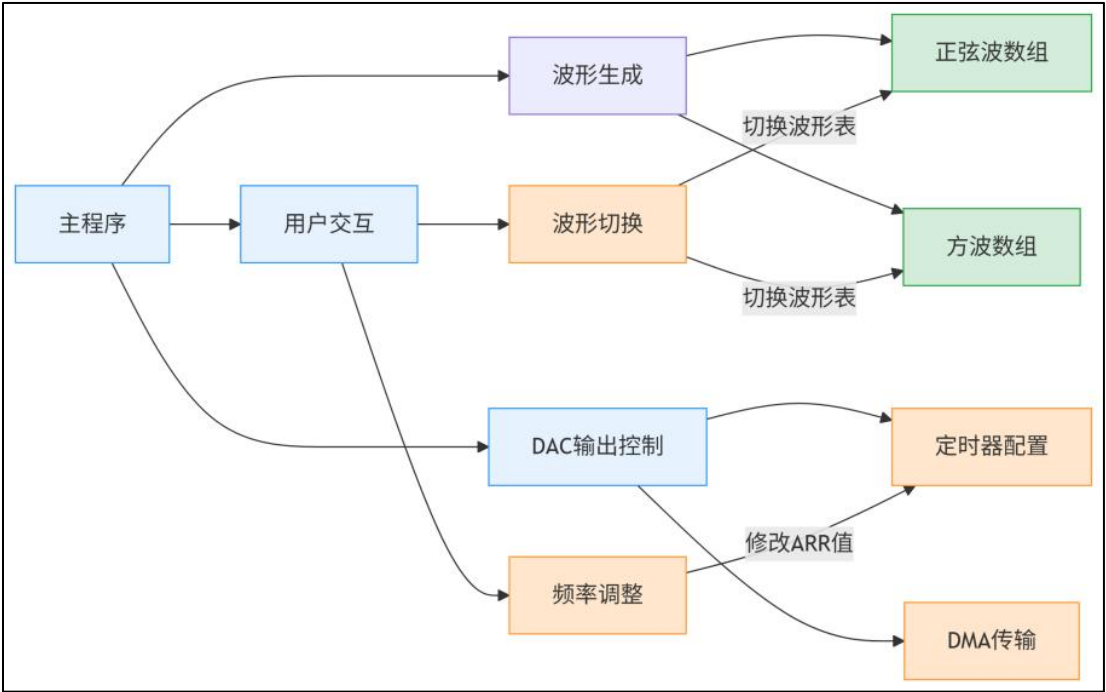 正弦波数组
波形生成
切换波形表
主程序
用户交互
波形切换
方波数组
切换波形表
DAC输出控制
定时器配置
修改ARR值
频率调整
DMA传输